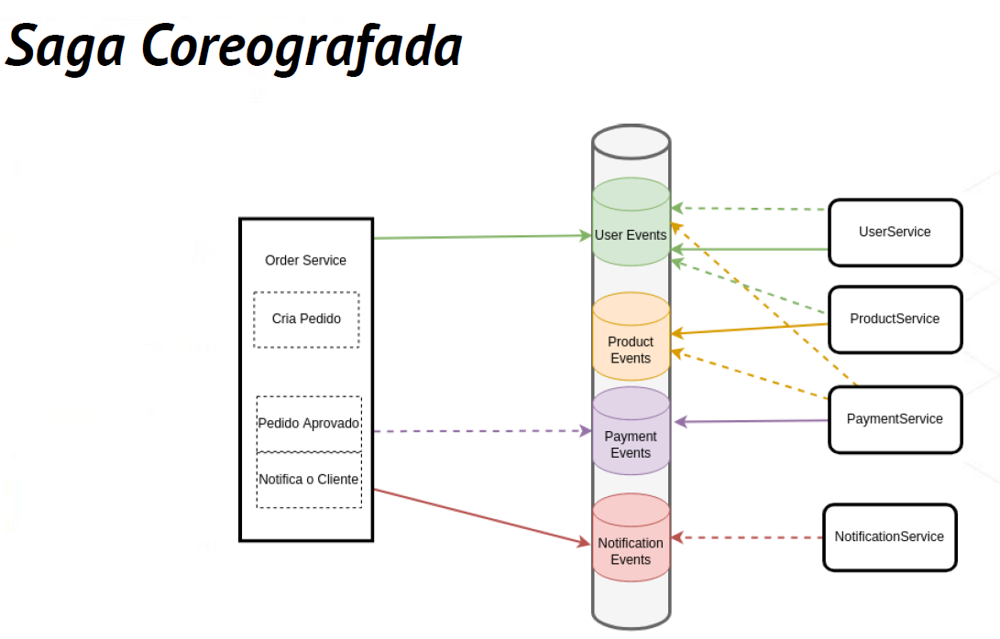 Saga Coreografada
Order Service
Cria Pedido
Pedido Aprovado
Notifica o Cliente
User Events
Product
Events
Payment
Events
Notification
Events
UserService
ProductService
PaymentService
NotificationService